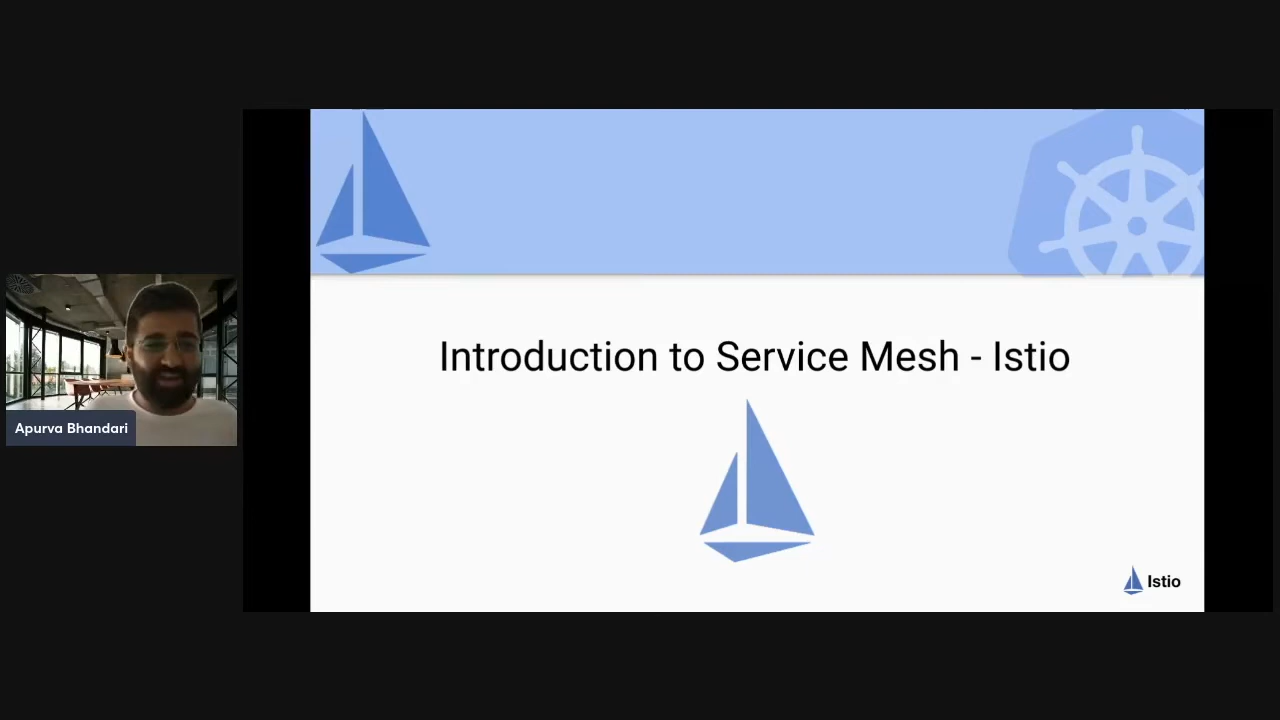 Introduction to Service Mesh - Istio
Apurva Bhandari
Istio